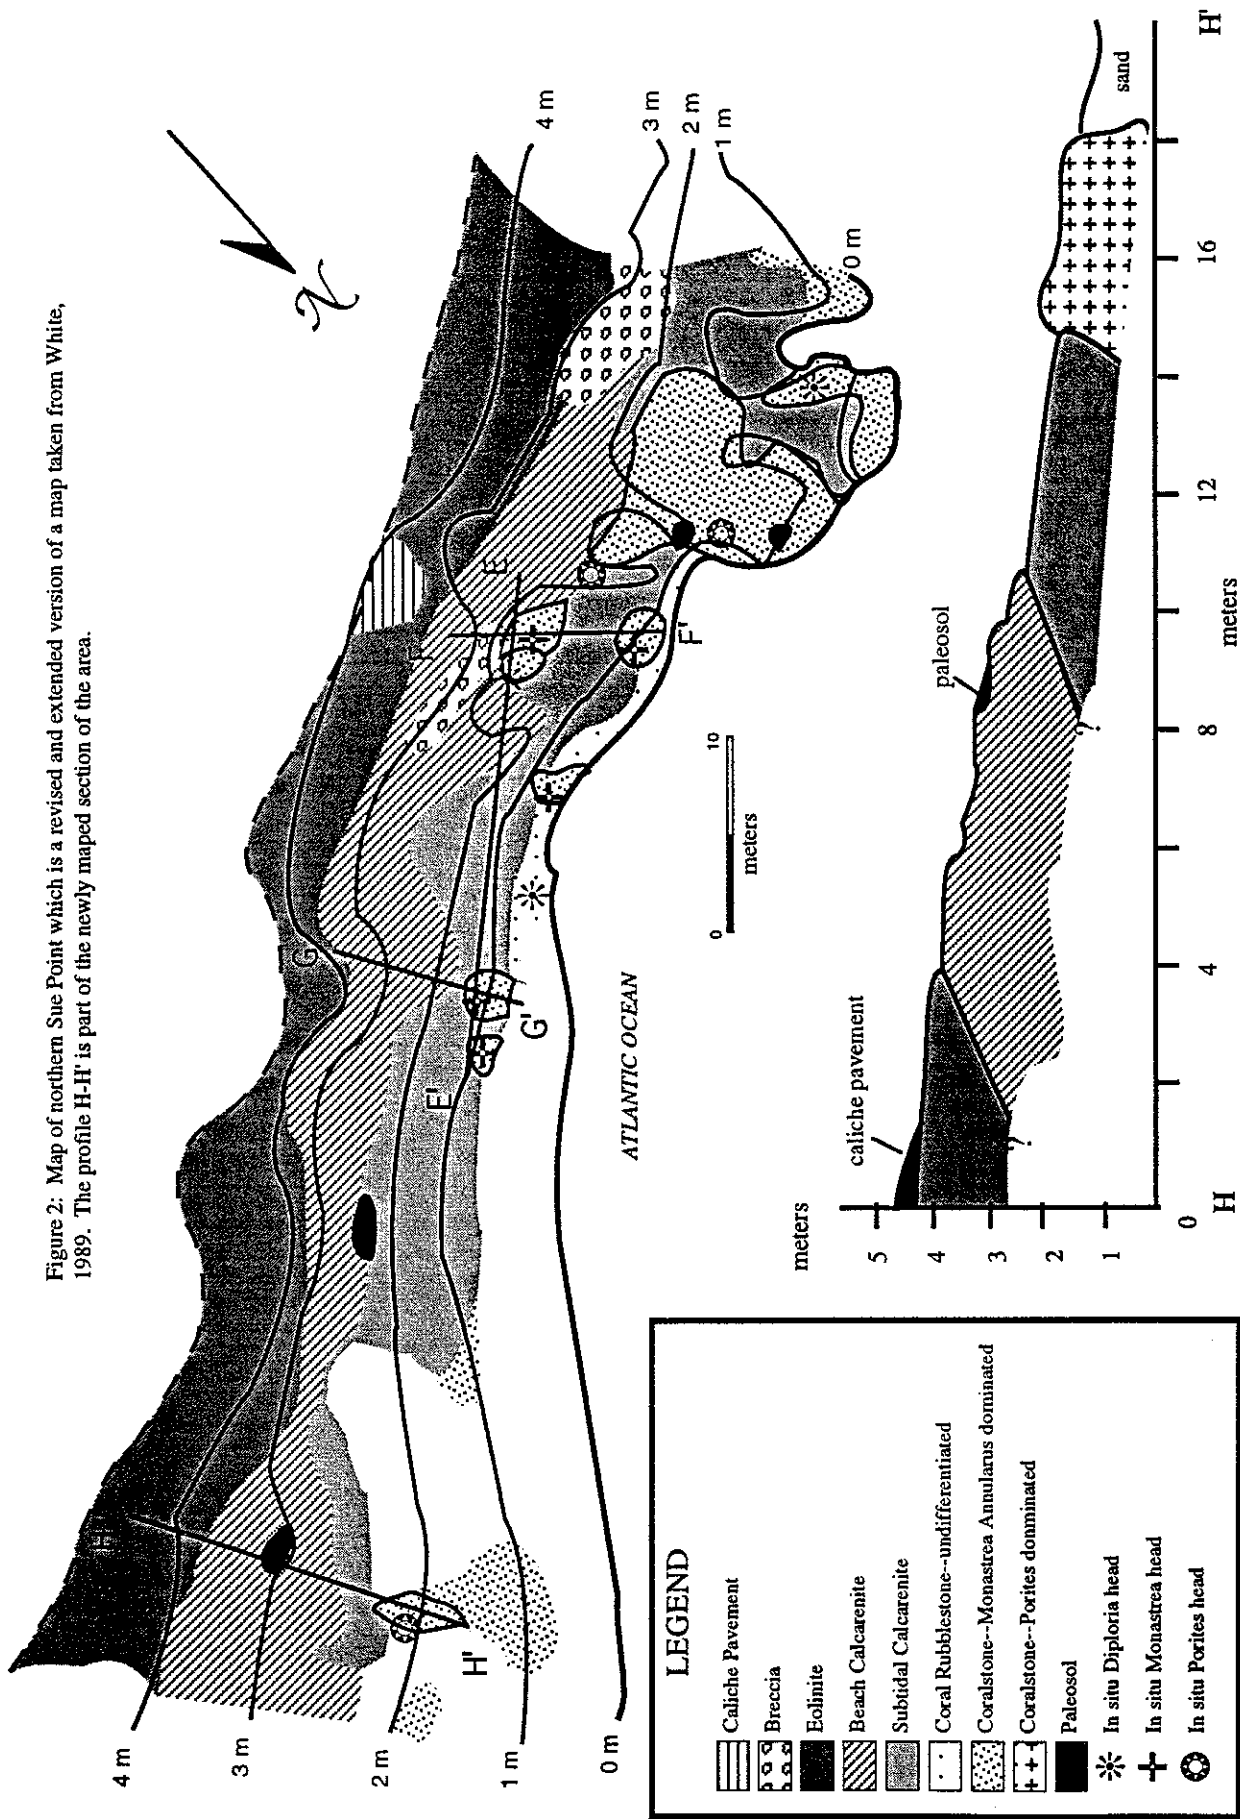 Figure 2: Map of northern Sue Point which is a revised and extended version of a map taken from White,
1989. The profile H-H' is part of the newly maped section of the area.
N
4 m
3 m
2 m
1 m
0 m
4 m
3 m
2 m
1 m
0 m
H
H'
G
G'
E
E'
F
F'
ATLANTIC OCEAN
0
10
meters
LEGEND
Caliche Pavement
Breccia
Eolinite
Beach Calcarenite
Subtidal Calcarenite
Coral Rubblestone--undifferentiated
Coralstone--Monastrea Annularus dominated
Coralstone--Porites donminated
Paleosol
In situ Diploria head
In situ Monastrea head
In situ Porites head
meters
5
4
3
2
1
0
4
8
12
16
meters
H
H'
caliche pavement
paleosol
sand
?
?